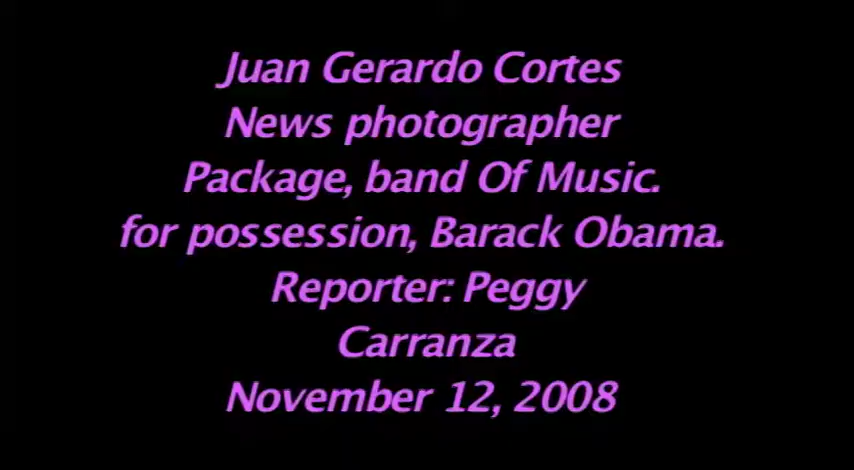 Juan Gerardo Cortes
News photographer
Package, band Of Music.
for possession, Barack Obama.
Reporter: Peggy
Carranza
November 12, 2008